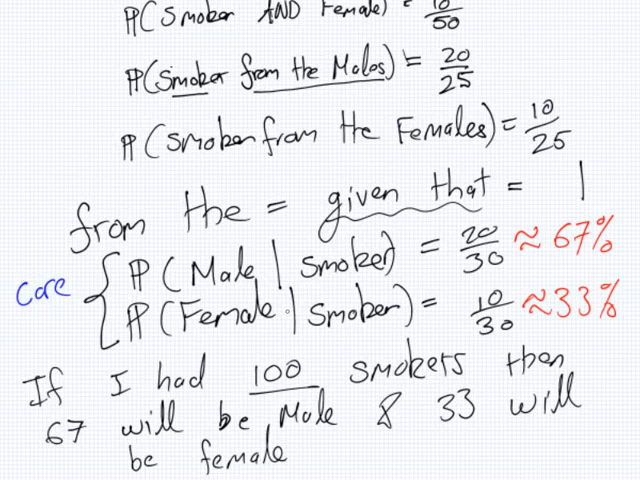 P(Smoker AND Female) = 10/50
P(Smoker from the Males) = 20/25
P(Smoker from the Females) = 10/25
from the = given that = |
Care { P(Male | smoker) = 20/30 ≈ 67%
P(Female | smoker) = 10/30 ≈ 33%
If I had 100 smokers then
67 will be Male & 33 will
be female